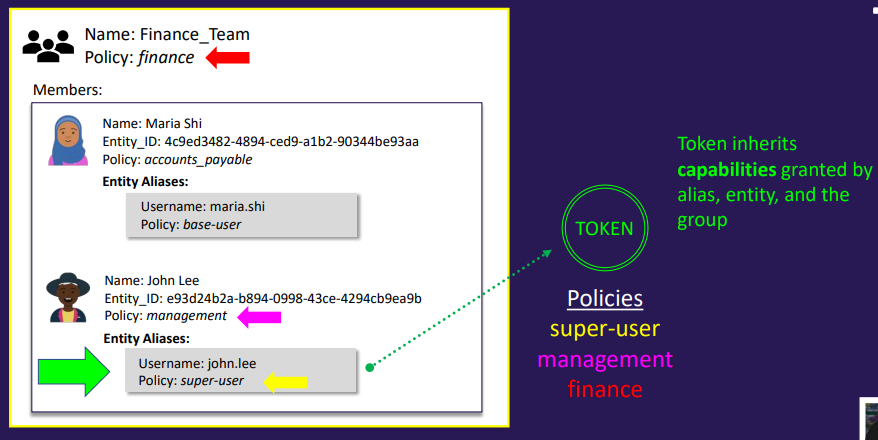 Name: Finance_Team
Policy: finance
Members:
Name: Maria Shi
Entity_ID: 4c9ed3482-4894-ced9-a1b2-90344be93aa
Policy: accounts_payable
Entity Aliases:
Username: maria.shi
Policy: base-user
Name: John Lee
Entity_ID: e93d24b2a-b894-0998-43ce-4294cb9ea9b
Policy: management
Entity Aliases:
Username: john.lee
Policy: super-user
TOKEN
Policies
super-user
management
finance
Token inherits
capabilities granted by
alias, entity, and the
group